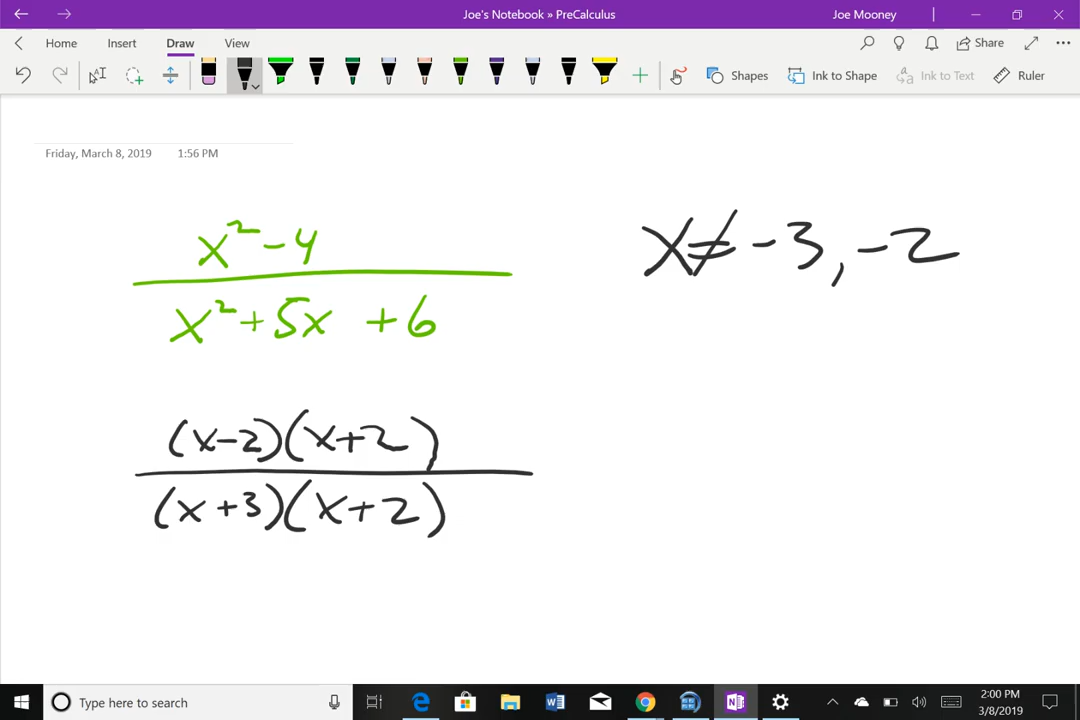 Joe's Notebook » PreCalculus
Joe Mooney
Home Insert Draw View
Share
Shapes Ink to Shape Ink to Text Ruler
Friday, March 8, 2019 1:56 PM
x² - 4
x² + 5x + 6
x ≠ -3, -2
(x-2)(x+2)
(x+3)(x+2)
Type here to search
2:00 PM
3/8/2019